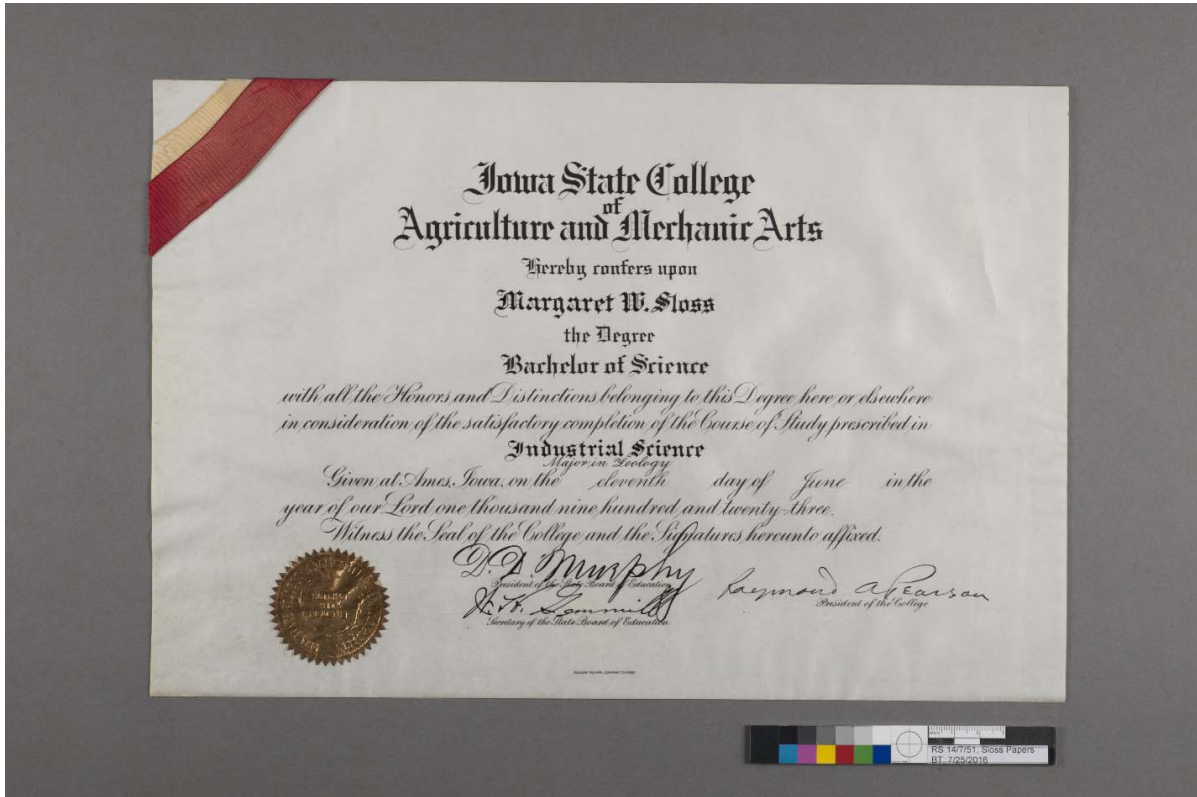 Iowa State College
of
Agriculture and Mechanic Arts
Hereby confers upon
Margaret W. Sloss
the Degree
Bachelor of Science
with all the Honors and Distinctions belonging to this Degree here or elsewhere
in consideration of the satisfactory completion of the Course of Study prescribed in
Industrial Science
Major in Zoology
Given at Ames, Iowa, on the eleventh day of June in the
year of our Lord one thousand nine hundred and twenty-three.
Witness the Seal of the College and the Signatures hereunto affixed.
D. D. Murphy
President of the State Board of Education
W. H. Gemmill
Secretary of the State Board of Education
Raymond A Pearson
President of the College
RS 14/7/51, Sloss Papers
BT, 7/25/2016